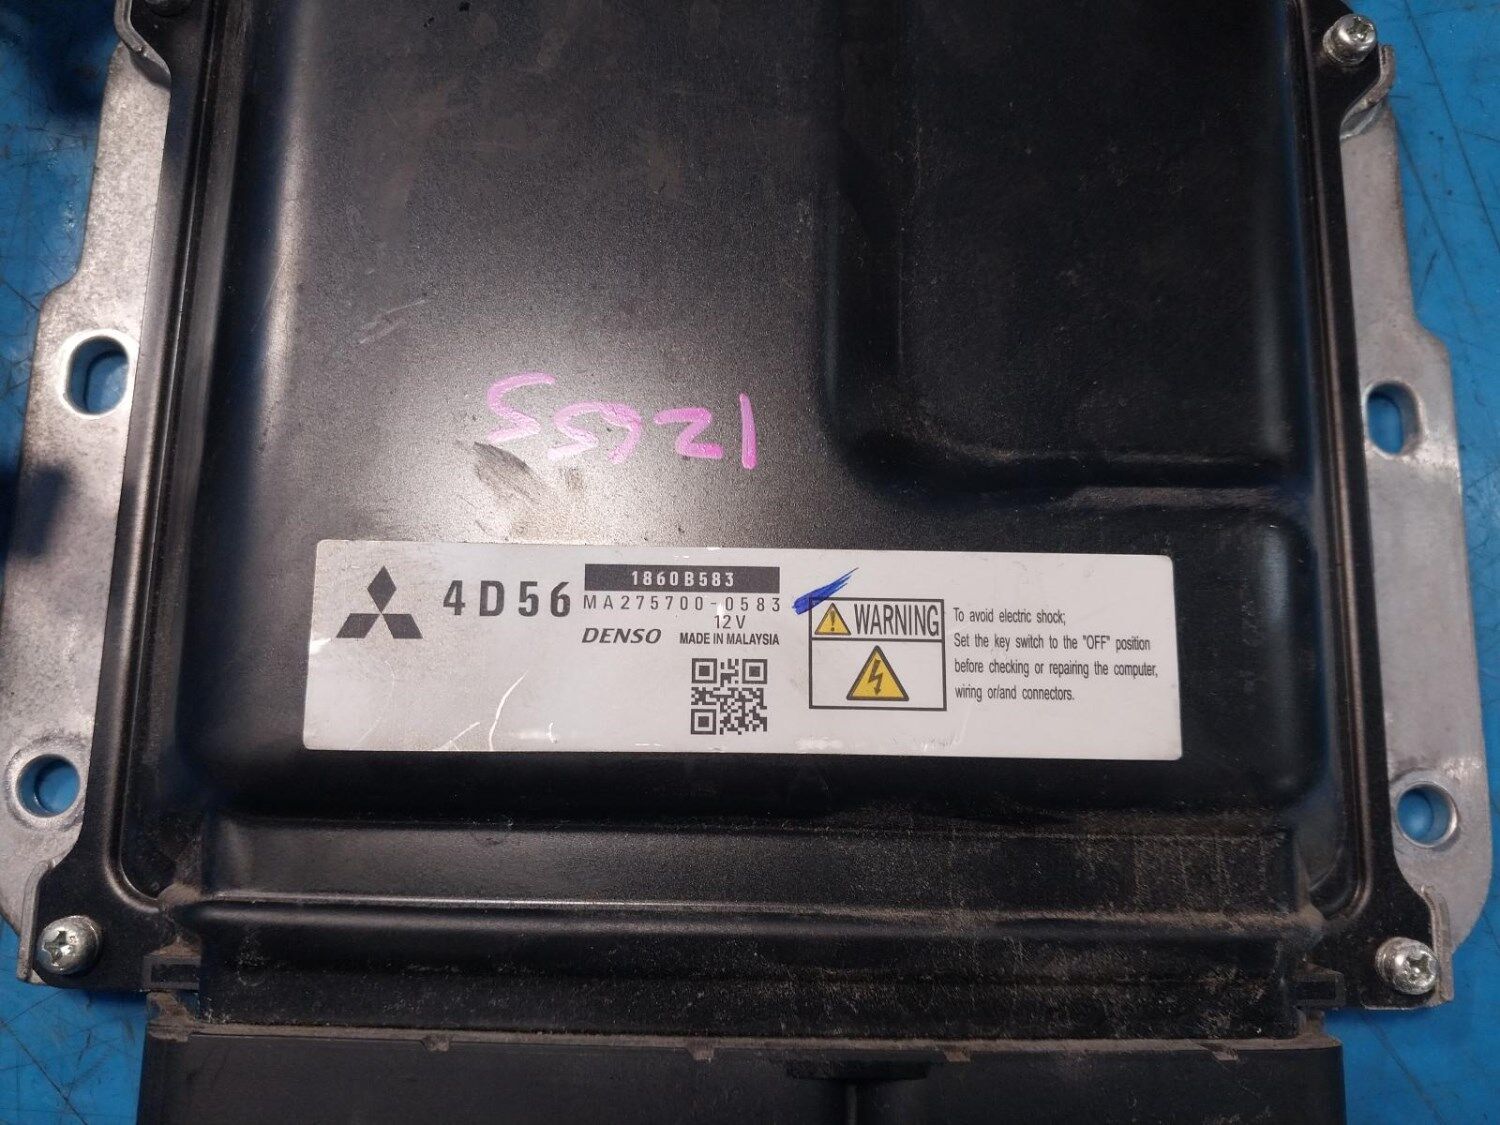 4D56
1860B583
MA275700-0583
12V
DENSO MADE IN MALAYSIA
WARNING
To avoid electric shock;
Set the key switch to the "OFF" position
before checking or repairing the computer,
wiring or/and connectors.